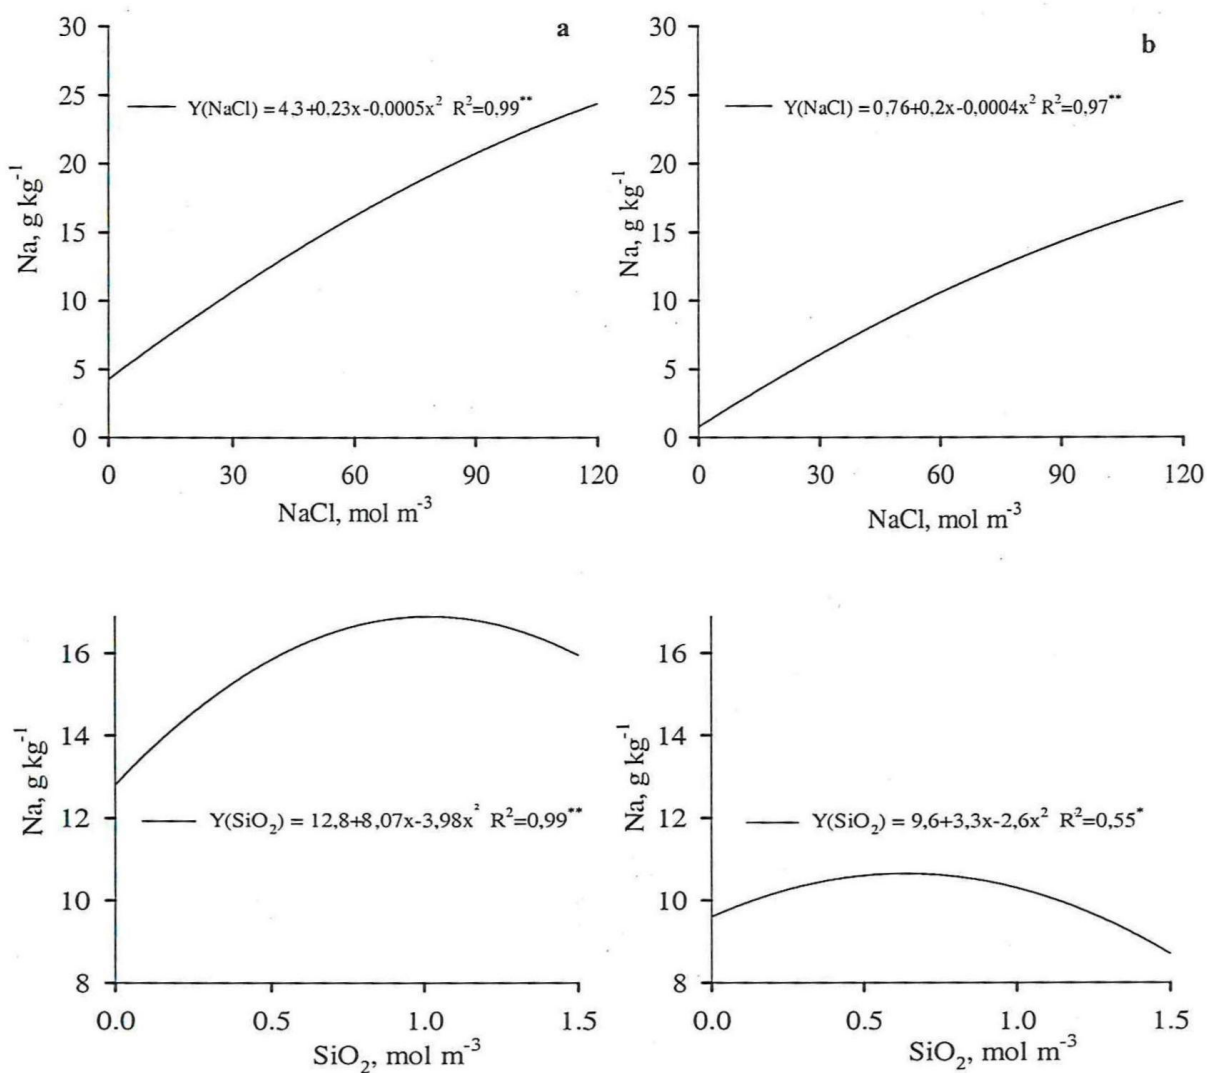 a
30
25
20
15
10
5
0
Na, g kg⁻¹
Y(NaCl) = 4.3+0,23x-0,0005x² R²=0,99**
0 30 60 90 120
NaCl, mol m⁻³
b
30
25
20
15
10
5
0
Na, g kg⁻¹
Y(NaCl) = 0,76+0,2x-0,0004x² R²=0,97**
0 30 60 90 120
NaCl, mol m⁻³
16
14
12
10
8
Na, g kg⁻¹
Y(SiO₂) = 12,8+8,07x-3,98x² R²=0,99**
0.0 0.5 1.0 1.5
SiO₂, mol m⁻³
16
14
12
10
8
Na, g kg⁻¹
Y(SiO₂) = 9,6+3,3x-2,6x² R²=0,55*
0.0 0.5 1.0 1.5
SiO₂, mol m⁻³